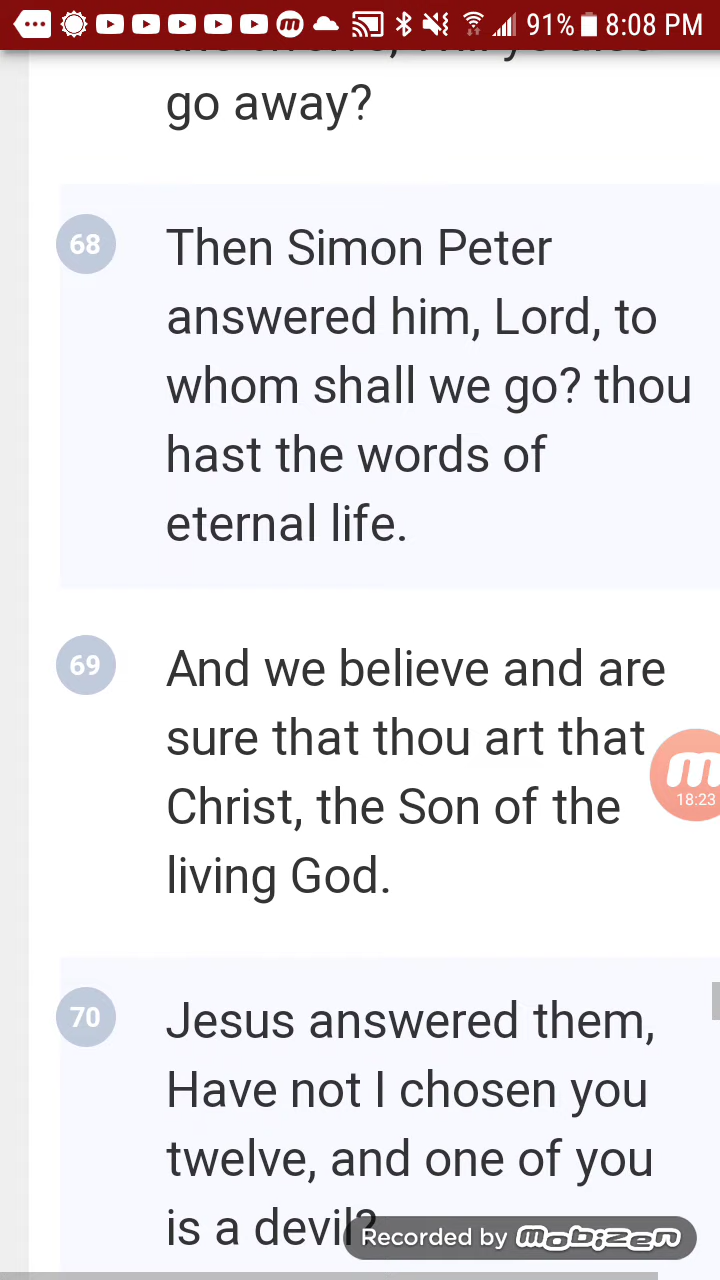 91% 8:08 PM
go away?
68 Then Simon Peter
answered him, Lord, to
whom shall we go? thou
hast the words of
eternal life.
69 And we believe and are
sure that thou art that
Christ, the Son of the
living God.
m
18:23
70 Jesus answered them,
Have not I chosen you
twelve, and one of you
is a devil?
Recorded by mobizen